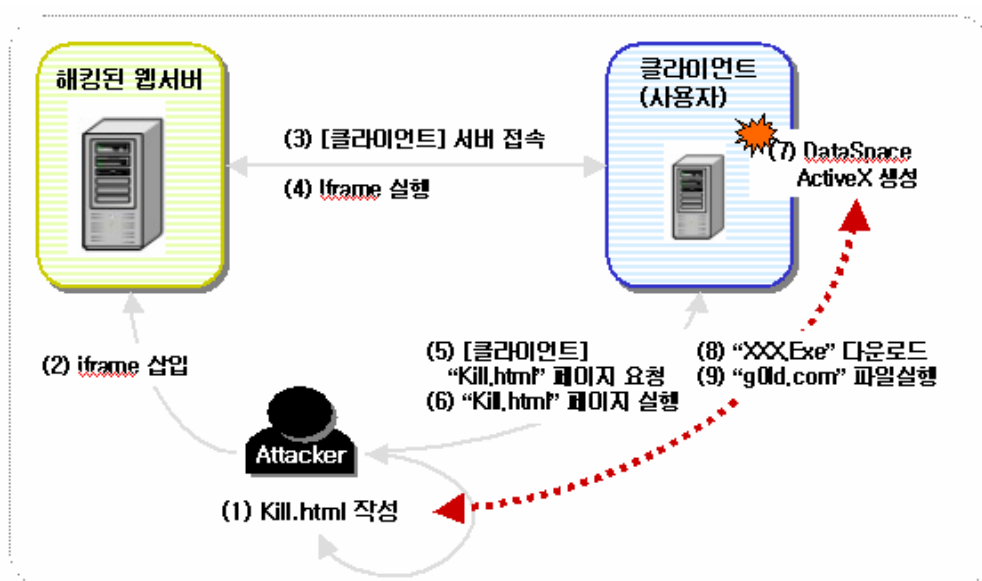 해킹된 웹서버
클라이언트
(사용자)
(3) [클라이언트] 서버 접속
(4) Iframe 실행
(7) DataSpace
ActiveX 생성
(2) iframe 삽입
(5) [클라이언트]
“Kill.html” 페이지 요청
(6) “Kill.html” 페이지 실행
(8) “XXX.Exe” 다운로드
(9) “g0ld.com” 파일실행
Attacker
(1) Kill.html 작성